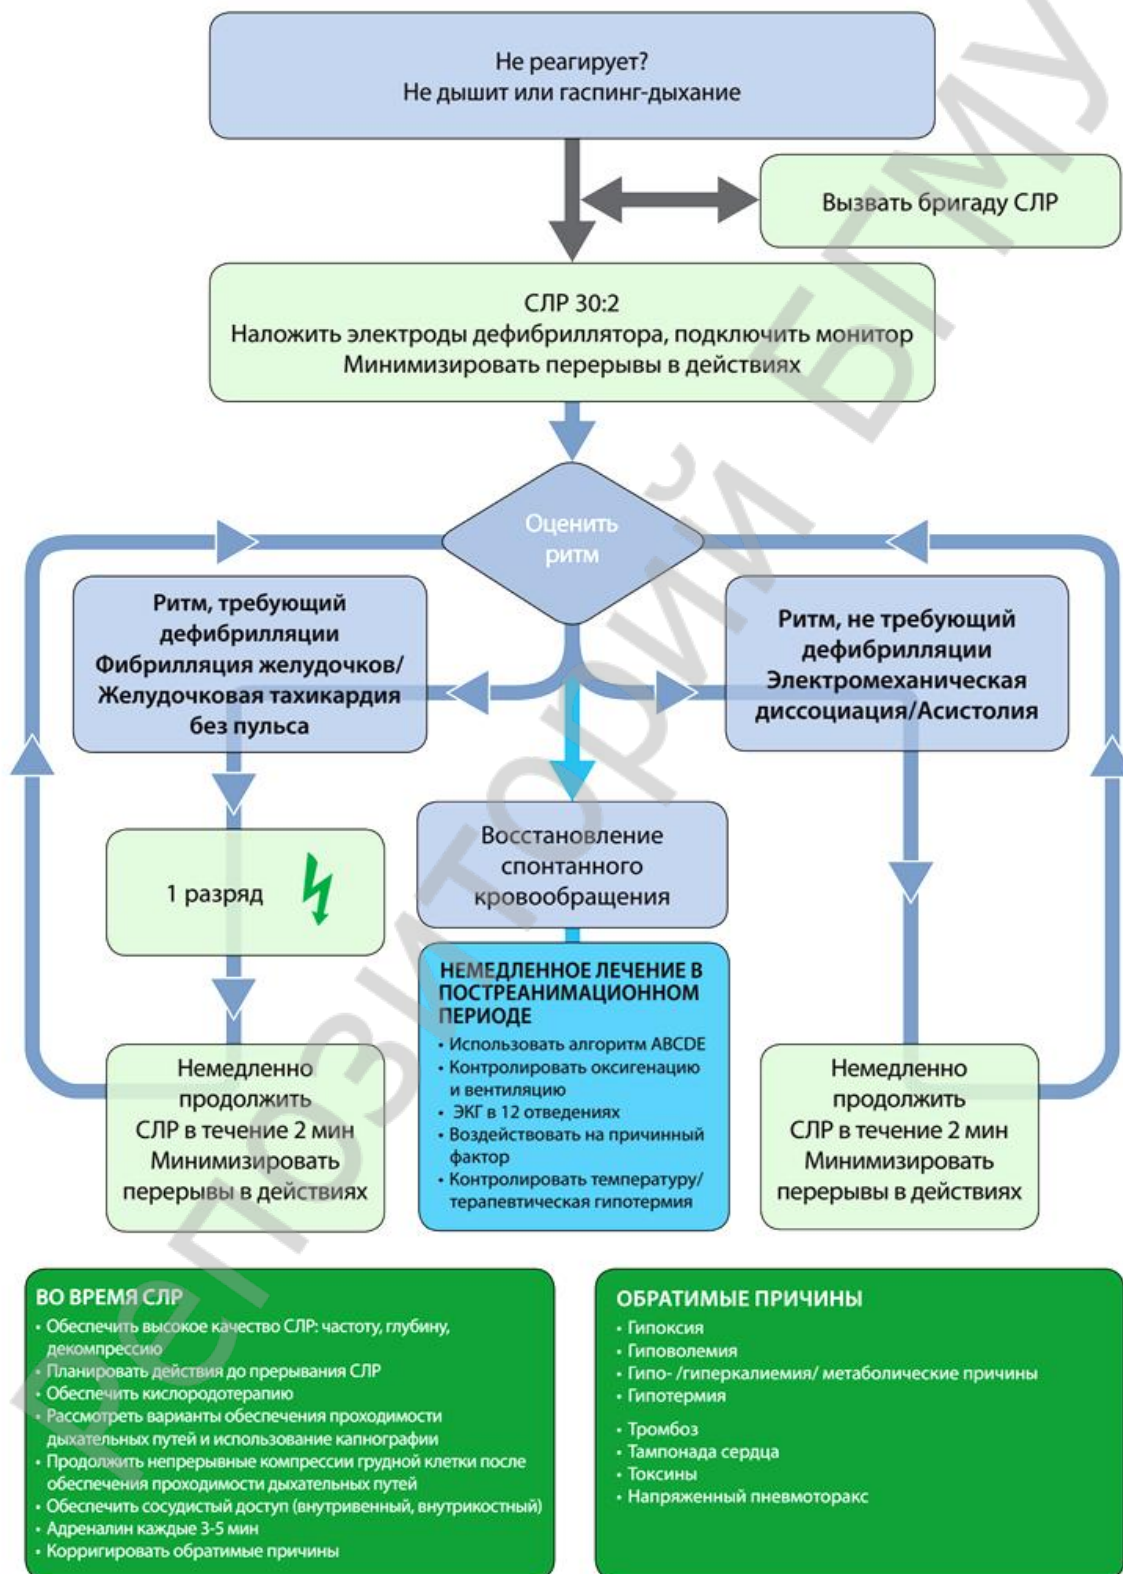 Не реагирует?
Не дышит или гаспинг-дыхание
Вызвать бригаду СЛР
СЛР 30:2
Наложить электроды дефибриллятора, подключить монитор
Минимизировать перерывы в действиях
Оценить
ритм
Ритм, требующий
дефибрилляции
Фибрилляция желудочков/
Желудочковая тахикардия
без пульса
Ритм, не требующий
дефибрилляции
Электромеханическая
диссоциация/Асистолия
1 разряд
Восстановление
спонтанного
кровообращения
НЕМЕДЛЕННОЕ ЛЕЧЕНИЕ В
ПОСТРЕАНИМАЦИОННОМ
ПЕРИОДЕ
• Использовать алгоритм ABCDE
• Контролировать оксигенацию
и вентиляцию
• ЭКГ в 12 отведениях
• Воздействовать на причинный
фактор
• Контролировать температуру/
терапевтическая гипотермия
Немедленно
продолжить
СЛР в течение 2 мин
Минимизировать
перерывы в действиях
Немедленно
продолжить
СЛР в течение 2 мин
Минимизировать
перерывы в действиях
ВО ВРЕМЯ СЛР
• Обеспечить высокое качество СЛР: частоту, глубину,
декомпрессию
• Планировать действия до прерывания СЛР
• Обеспечить кислородотерапию
• Рассмотреть варианты обеспечения проходимости
дыхательных путей и использование капнографии
• Продолжить непрерывные компрессии грудной клетки после
обеспечения проходимости дыхательных путей
• Обеспечить сосудистый доступ (внутривенный, внутрикостный)
• Адреналин каждые 3-5 мин
• Корригировать обратимые причины
ОБРАТИМЫЕ ПРИЧИНЫ
• Гипоксия
• Гиповолемия
• Гипо- /гиперкалиемия/ метаболические причины
• Гипотермия
• Тромбоз
• Тампонада сердца
• Токсины
• Напряженный пневмоторакс
Репозиторий БГМУ